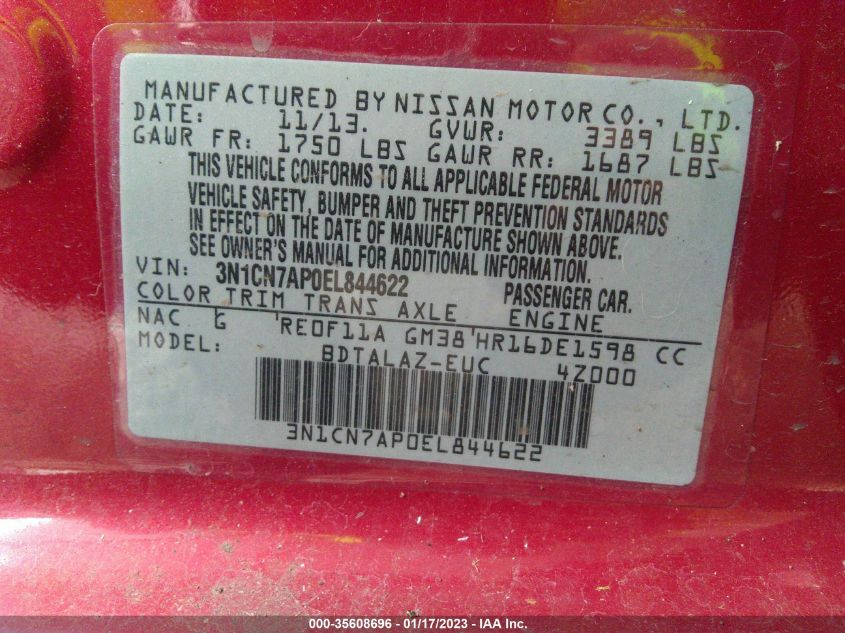 MANUFACTURED BY NISSAN MOTOR CO., LTD.
DATE: 11/13. GVWR: 3389 LBS
GAWR FR: 1750 LBS GAWR RR: 1687 LBS
THIS VEHICLE CONFORMS TO ALL APPLICABLE FEDERAL MOTOR
VEHICLE SAFETY, BUMPER AND THEFT PREVENTION STANDARDS
IN EFFECT ON THE DATE OF MANUFACTURE SHOWN ABOVE.
SEE OWNER'S MANUAL FOR ADDITIONAL INFORMATION.
VIN: 3N1CN7AP0EL844622 PASSENGER CAR.
COLOR TRIM TRANS AXLE ENGINE
NAC G 'RE0F11A GM38'HR16DE1598 CC
MODEL: BDTALAZ-EUC 4Z000
3N1CN7AP0EL844622
000-35608696 - 01/17/2023 - IAA Inc.